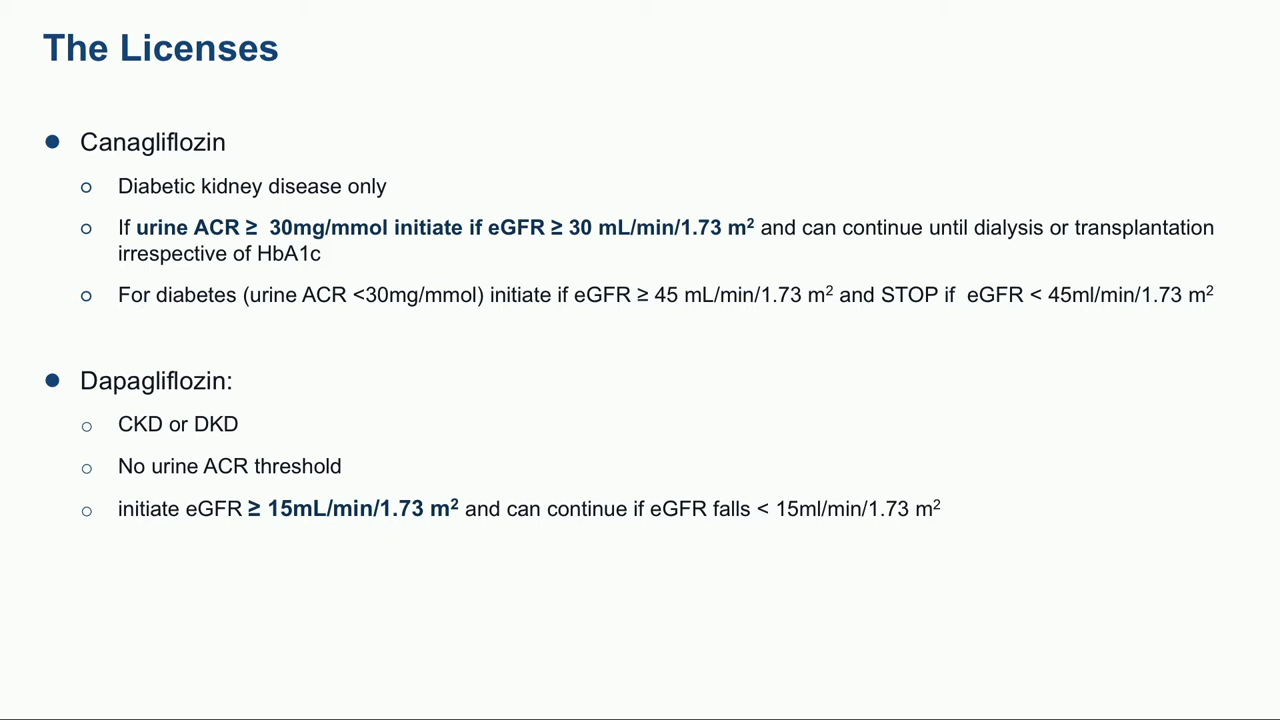 The Licenses
● Canagliflozin
○ Diabetic kidney disease only
○ If urine ACR ≥  30mg/mmol initiate if eGFR ≥ 30 mL/min/1.73 m² and can continue until dialysis or transplantation
irrespective of HbA1c
○ For diabetes (urine ACR <30mg/mmol) initiate if eGFR ≥ 45 mL/min/1.73 m² and STOP if  eGFR < 45ml/min/1.73 m²
● Dapagliflozin:
○ CKD or DKD
○ No urine ACR threshold
○ initiate eGFR ≥ 15mL/min/1.73 m² and can continue if eGFR falls < 15ml/min/1.73 m²